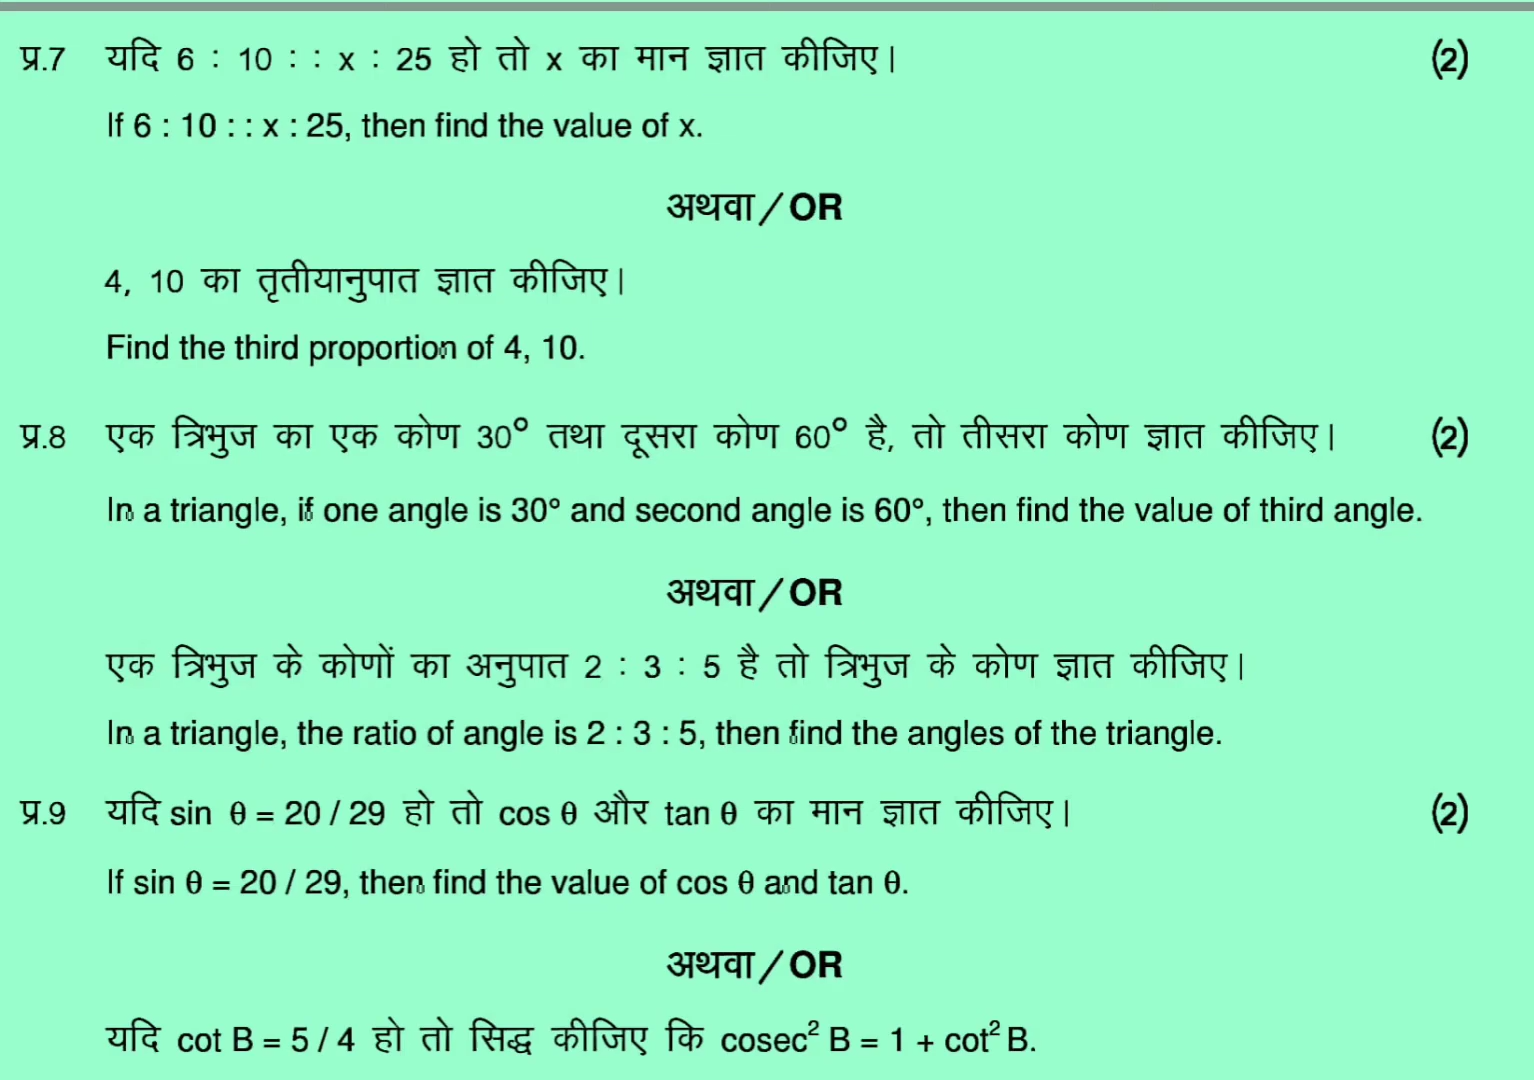 प्र.7 यदि 6 : 10 : : x : 25 हो तो x का मान ज्ञात कीजिए। (2)
If 6 : 10 : : x : 25, then find the value of x.
अथवा/OR
4, 10 का तृतीयानुपात ज्ञात कीजिए।
Find the third proportion of 4, 10.
प्र.8 एक त्रिभुज का एक कोण 30° तथा दूसरा कोण 60° है, तो तीसरा कोण ज्ञात कीजिए। (2)
In a triangle, if one angle is 30° and second angle is 60°, then find the value of third angle.
अथवा/OR
एक त्रिभुज के कोणों का अनुपात 2 : 3 : 5 है तो त्रिभुज के कोण ज्ञात कीजिए।
In a triangle, the ratio of angle is 2 : 3 : 5, then find the angles of the triangle.
प्र.9 यदि sin θ = 20 / 29 हो तो cos θ और tan θ का मान ज्ञात कीजिए। (2)
If sin θ = 20 / 29, then find the value of cos θ and tan θ.
अथवा/OR
यदि cot B = 5 / 4 हो तो सिद्ध कीजिए कि cosec² B = 1 + cot² B.